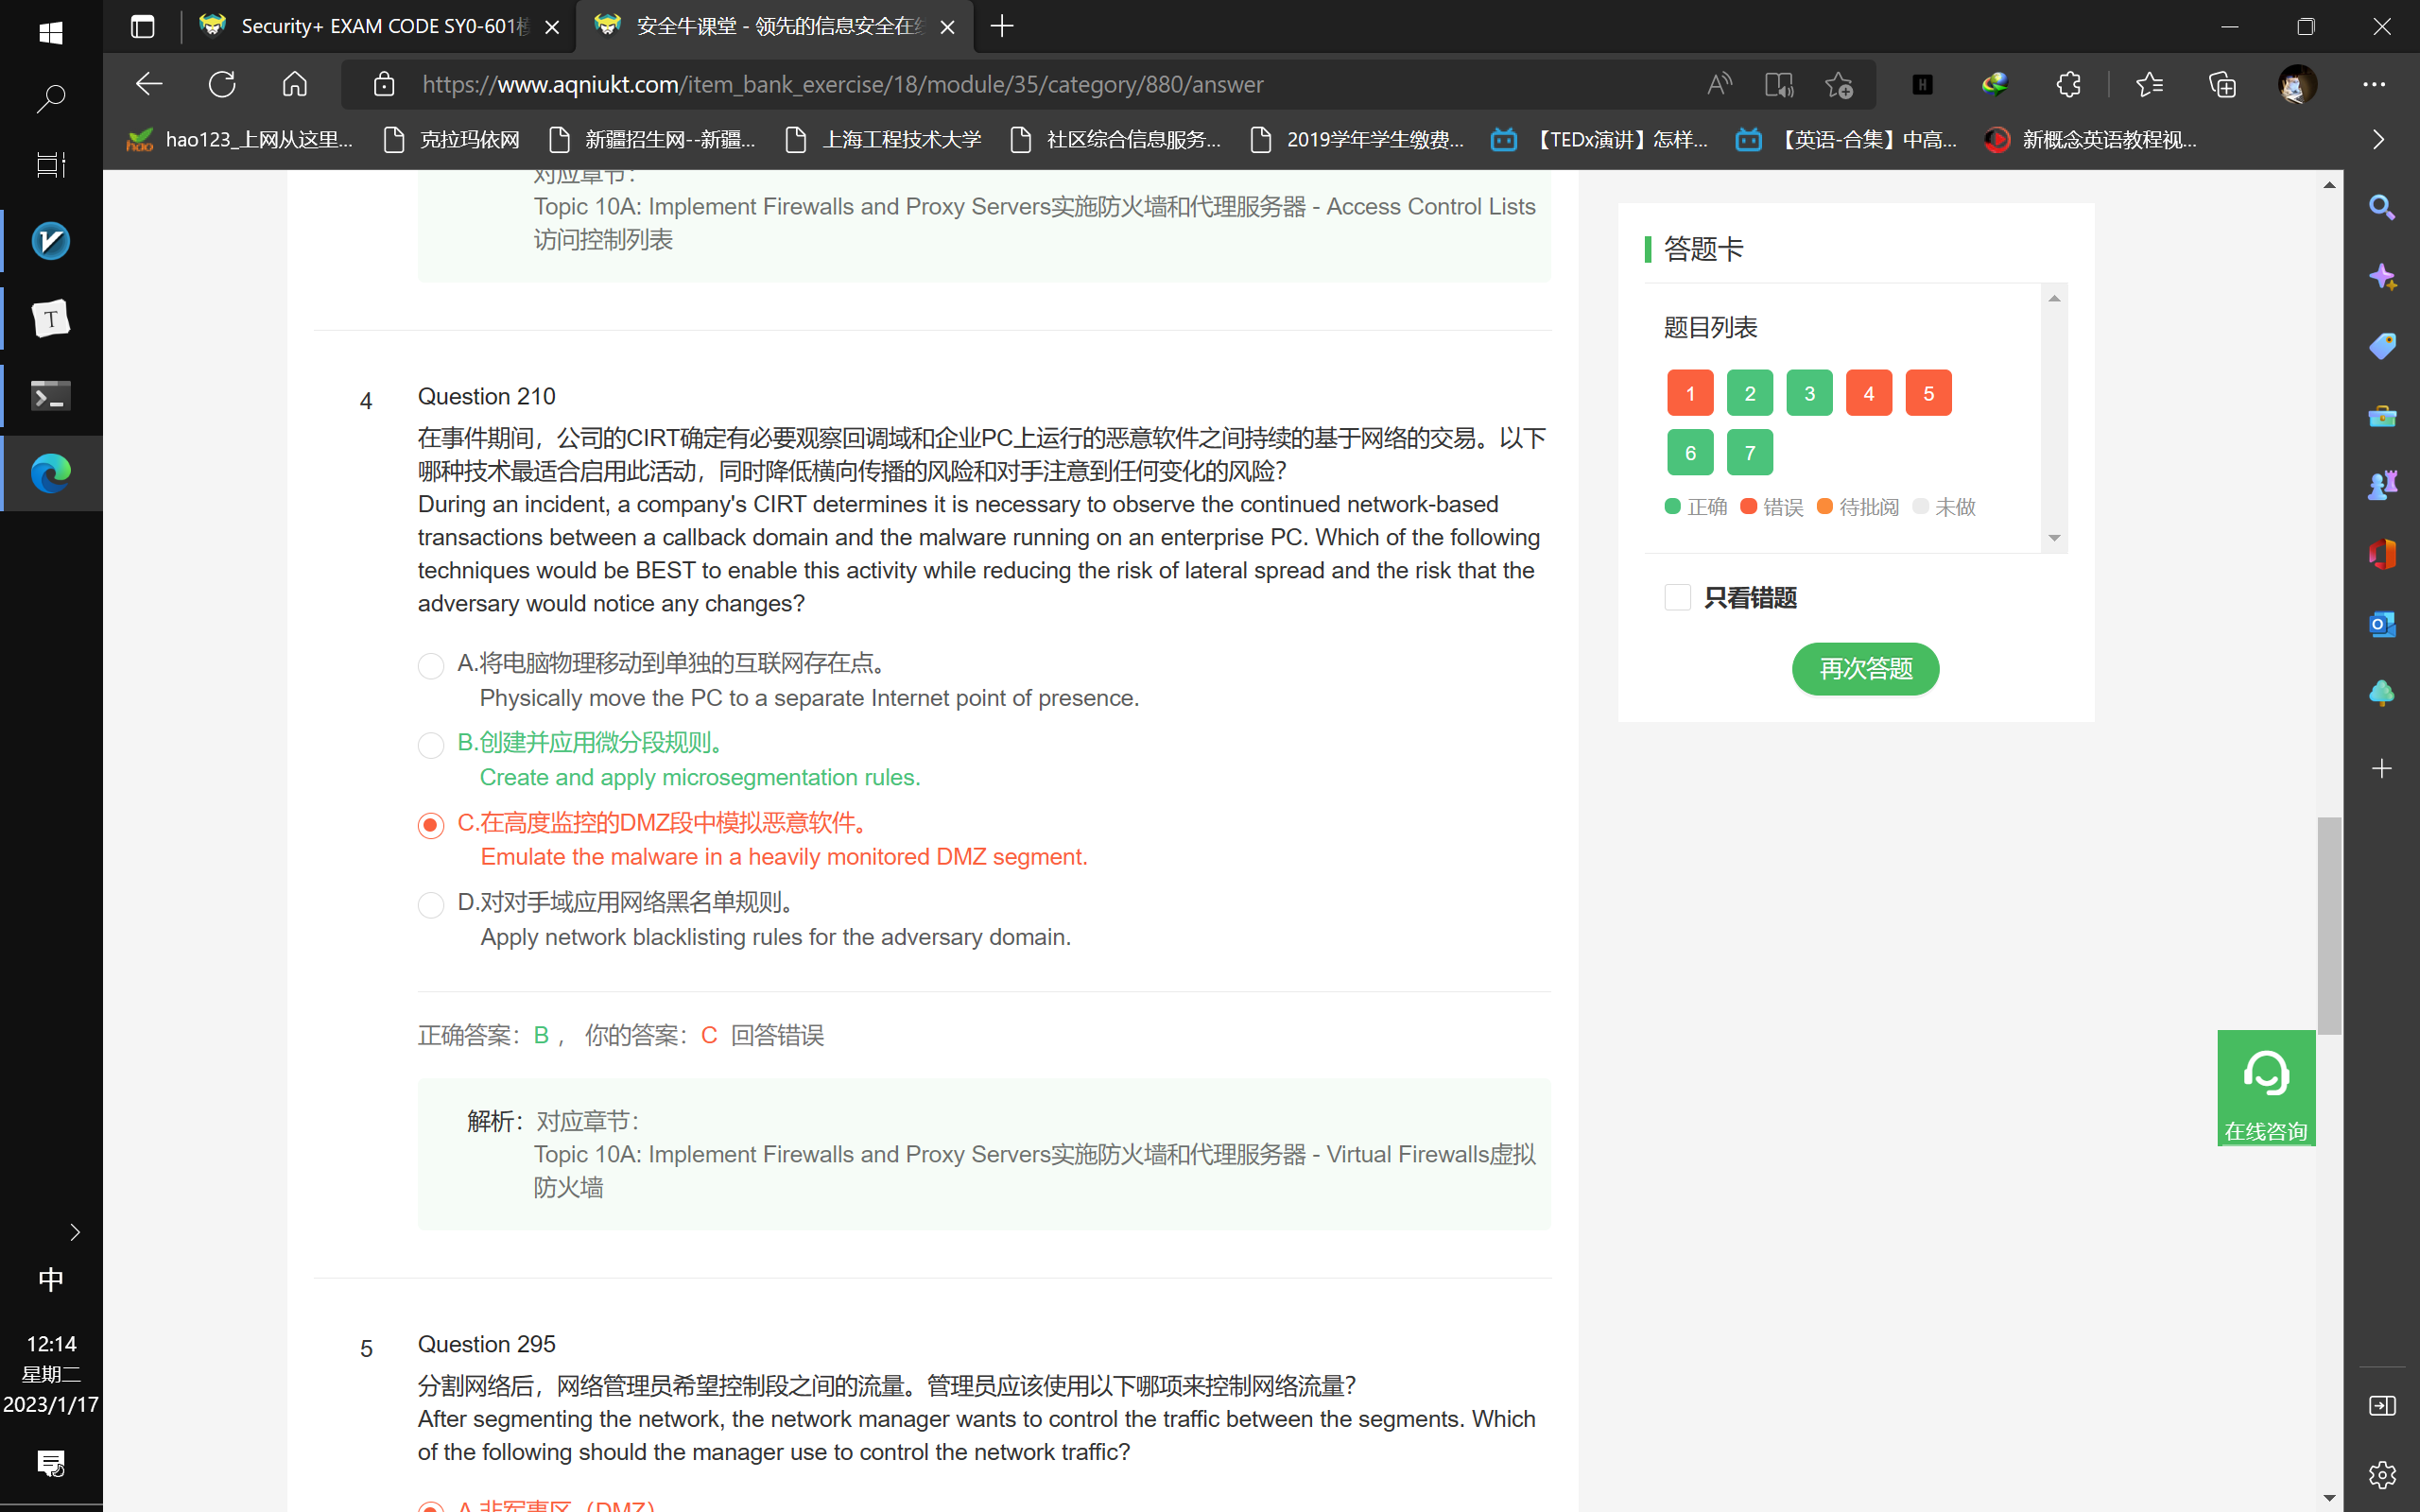 Security+ EXAM CODE SY0-601
安全牛课堂 - 领先的信息安全在
https://www.aqniukt.com/item_bank_exercise/18/module/35/category/880/answer
hao123_上网从这里...
克拉玛依网
新疆招生网--新疆...
上海工程技术大学
社区综合信息服务...
2019学年学生缴费...
【TEDx演讲】怎样...
【英语-合集】中高...
新概念英语教程视...
对应章节：
Topic 10A: Implement Firewalls and Proxy Servers实施防火墙和代理服务器 - Access Control Lists
访问控制列表
4
Question 210
在事件期间，公司的CIRT确定有必要观察回调域和企业PC上运行的恶意软件之间持续的基于网络的交易。以下
哪种技术最适合启用此活动，同时降低横向传播的风险和对手注意到任何变化的风险？
During an incident, a company's CIRT determines it is necessary to observe the continued network-based
transactions between a callback domain and the malware running on an enterprise PC. Which of the following
techniques would be BEST to enable this activity while reducing the risk of lateral spread and the risk that the
adversary would notice any changes?
A.将电脑物理移动到单独的互联网存在点。
Physically move the PC to a separate Internet point of presence.
B.创建并应用微分段规则。
Create and apply microsegmentation rules.
C.在高度监控的DMZ段中模拟恶意软件。
Emulate the malware in a heavily monitored DMZ segment.
D.对对手域应用网络黑名单规则。
Apply network blacklisting rules for the adversary domain.
正确答案：B ， 你的答案：C 回答错误
解析：对应章节：
Topic 10A: Implement Firewalls and Proxy Servers实施防火墙和代理服务器 - Virtual Firewalls虚拟
防火墙
5
Question 295
分割网络后，网络管理员希望控制段之间的流量。管理员应该使用以下哪项来控制网络流量？
After segmenting the network, the network manager wants to control the traffic between the segments. Which
of the following should the manager use to control the network traffic?
A.非军事区（DMZ）
答题卡
题目列表
1 2 3 4 5
6 7
正确 错误 待批阅 未做
只看错题
再次答题
在线咨询
中
12:14
星期二
2023/1/17